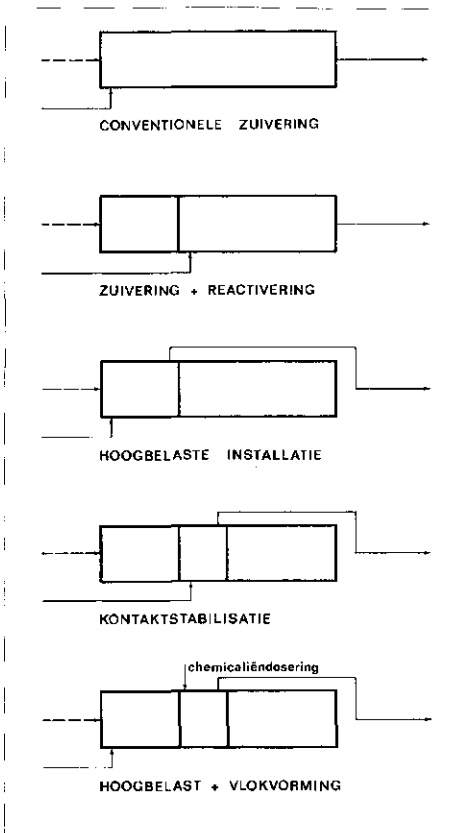 CONVENTIONELE ZUIVERING
ZUIVERING + REACTIVERING
HOOGBELASTE INSTALLATIE
KONTAKTSTABILISATIE
chemicaliëndosering
HOOGBELAST + VLOKVORMING